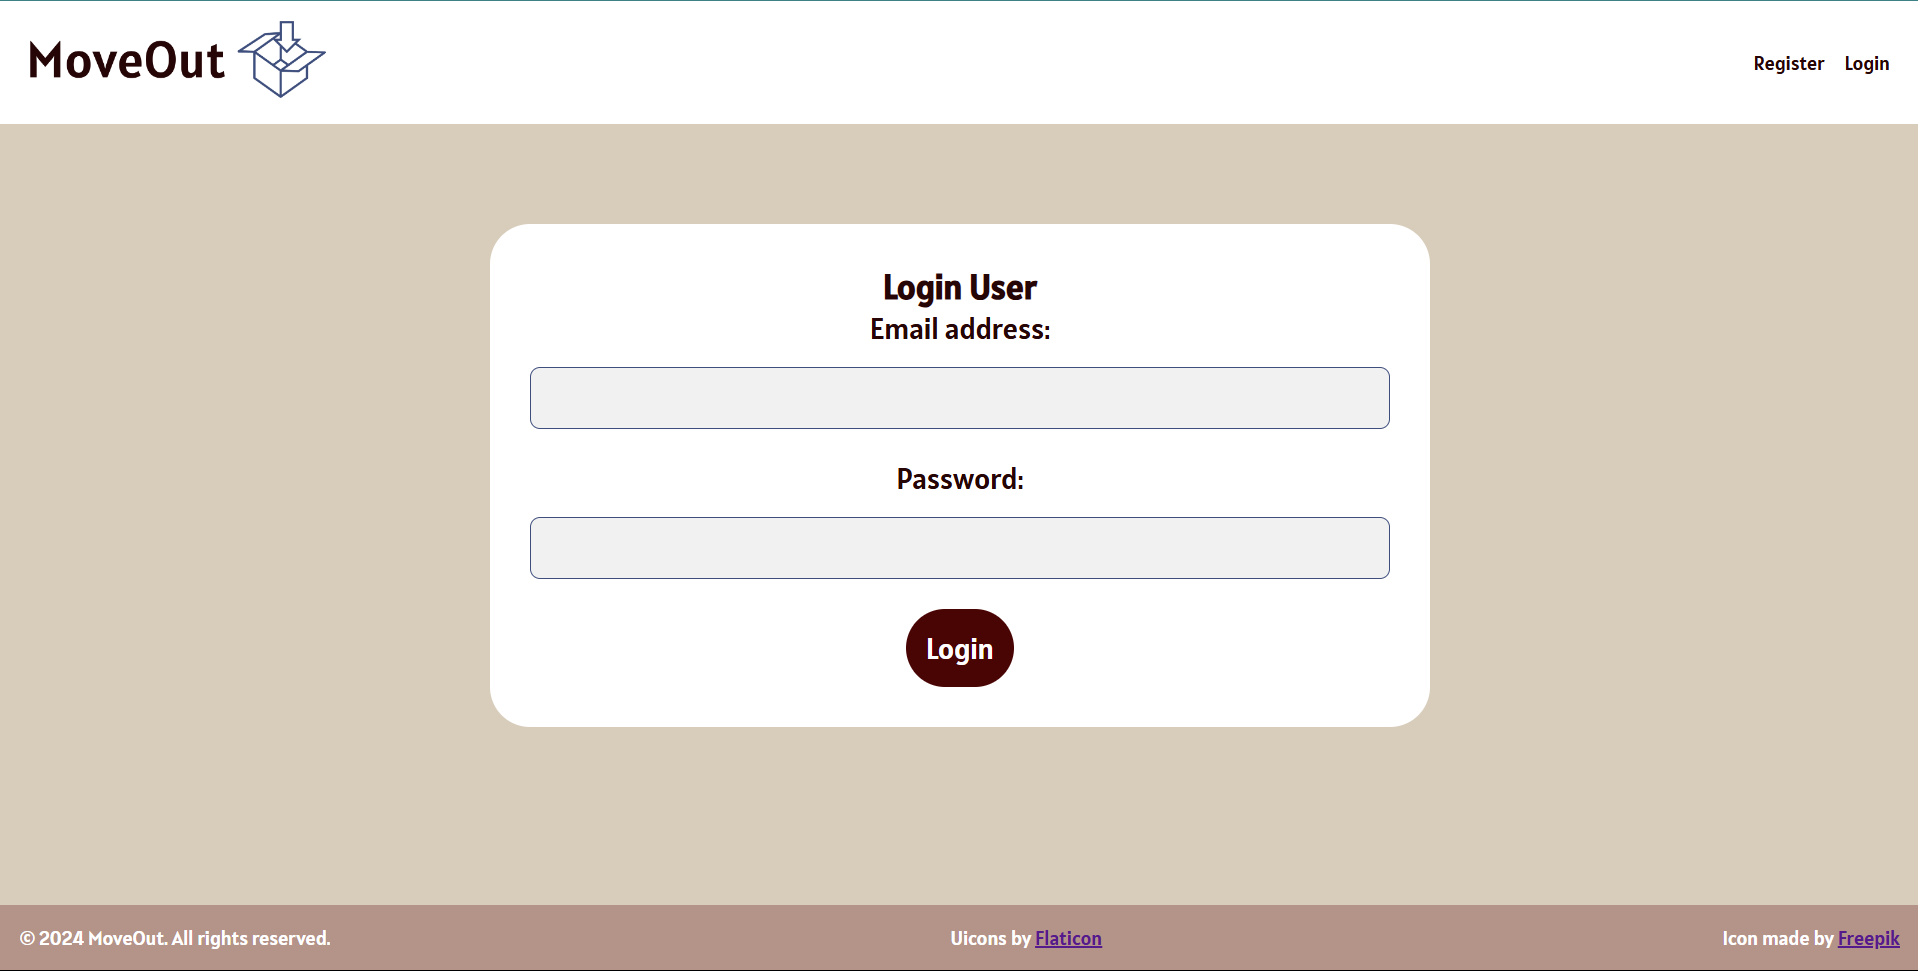 MoveOut
Register Login
Login User
Email address:
Password:
Login
© 2024 MoveOut. All rights reserved.
Uicons by Flaticon
Icon made by Freepik